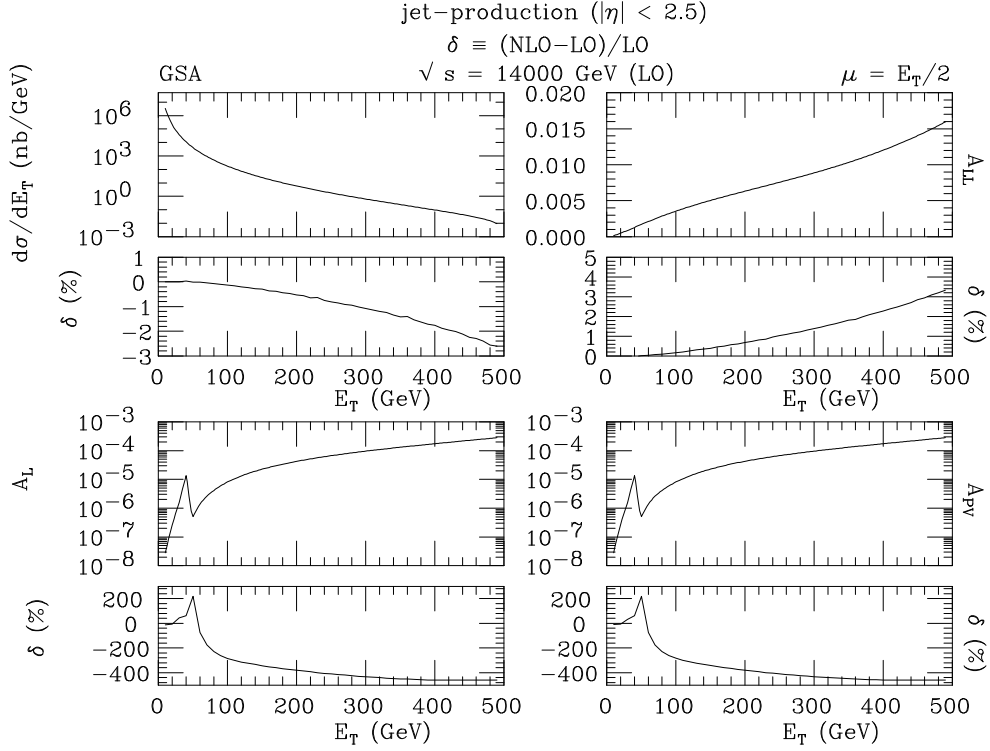 jet-production (|η| < 2.5)
δ ≡ (NLO-LO)/LO
GSA √ s = 14000 GeV (LO) μ = E_T/2
dσ/dE_T (nb/GeV)
10^6
10^3
10^0
10^-3
0.020
0.015
0.010
0.005
0.000
A_LL
δ (%)
1
0
-1
-2
-3
5
4
3
2
1
0
δ (%)
0 100 200 300 400 500
0 100 200 300 400 500
E_T (GeV)
E_T (GeV)
A_L
10^-3
10^-4
10^-5
10^-6
10^-7
10^-8
10^-3
10^-4
10^-5
10^-6
10^-7
10^-8
A_PV
δ (%)
200
0
-200
-400
200
0
-200
-400
δ (%)
0 100 200 300 400 500
0 100 200 300 400 500
E_T (GeV)
E_T (GeV)